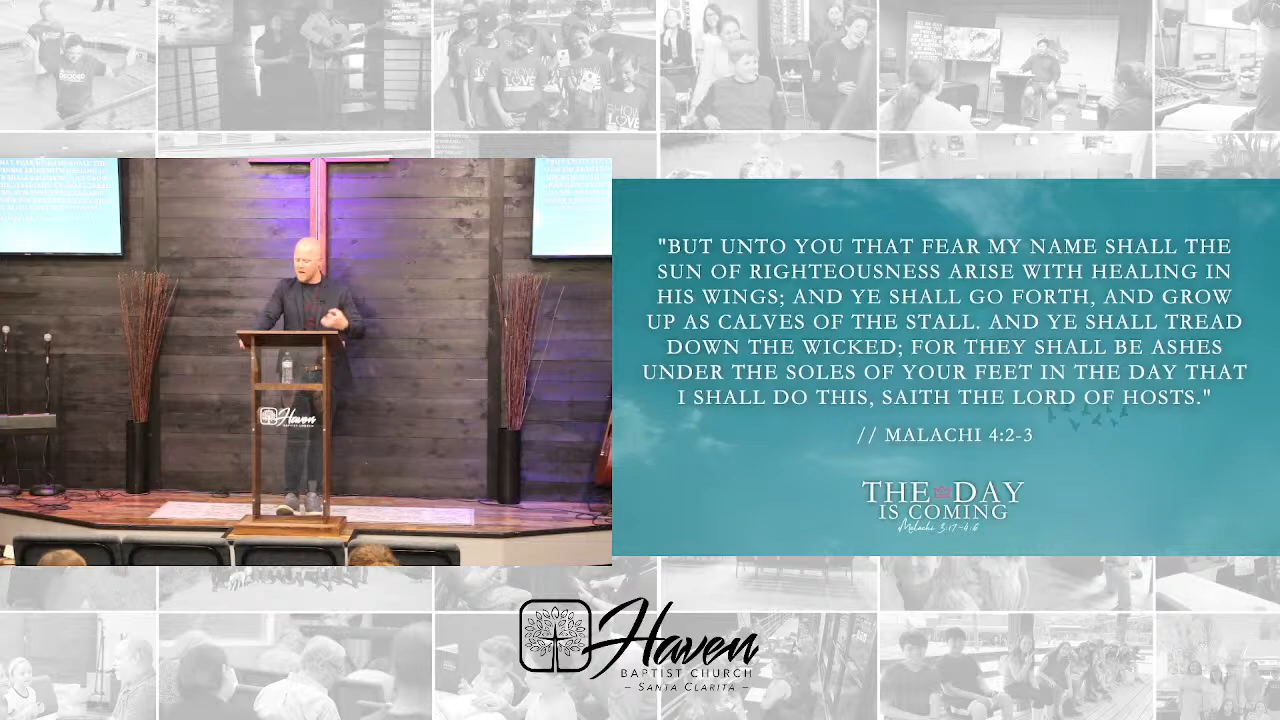 "BUT UNTO YOU THAT FEAR MY NAME SHALL THE
SUN OF RIGHTEOUSNESS ARISE WITH HEALING IN
HIS WINGS; AND YE SHALL GO FORTH, AND GROW
UP AS CALVES OF THE STALL. AND YE SHALL TREAD
DOWN THE WICKED; FOR THEY SHALL BE ASHES
UNDER THE SOLES OF YOUR FEET IN THE DAY THAT
I SHALL DO THIS, SAITH THE LORD OF HOSTS."
// MALACHI 4:2-3
THE DAY
IS COMING
Malachi 3:17-4:6
Haven
BAPTIST CHURCH
Haven
BAPTIST CHURCH
– SANTA CLARITA –